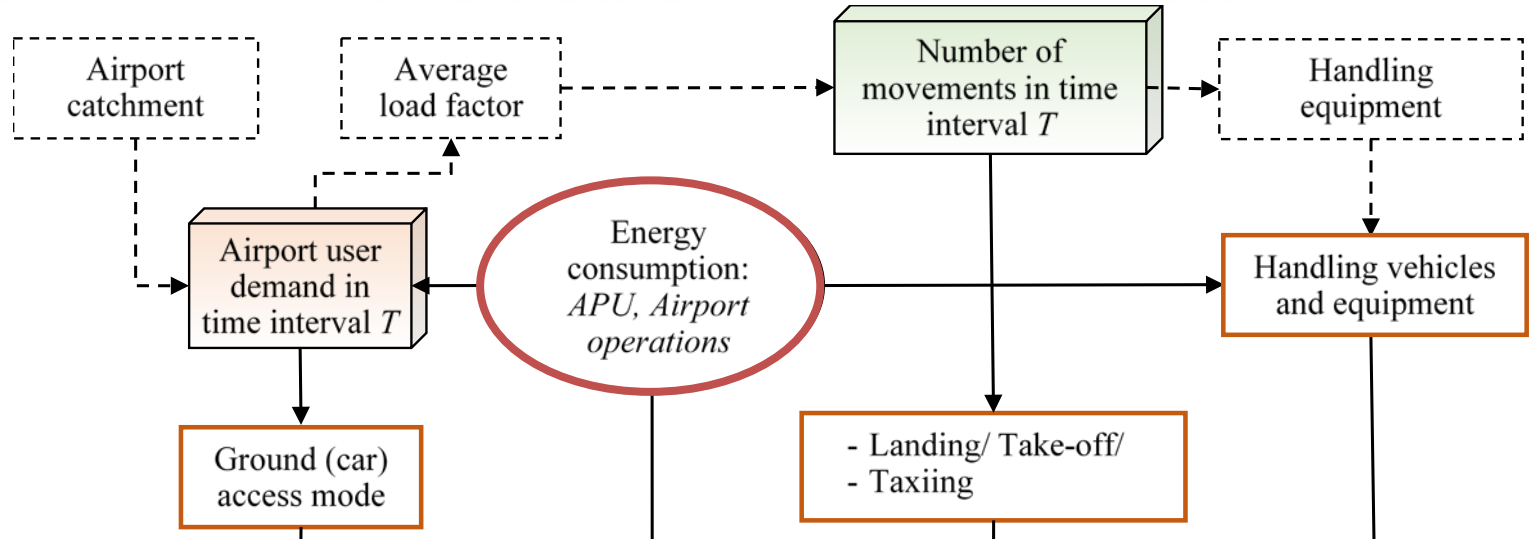 Airport
catchment
Average
load factor
Number of
movements in time
interval T
Handling
equipment
Airport user
demand in
time interval T
Energy
consumption:
APU, Airport
operations
Handling vehicles
and equipment
Ground (car)
access mode
- Landing/ Take-off/
- Taxiing